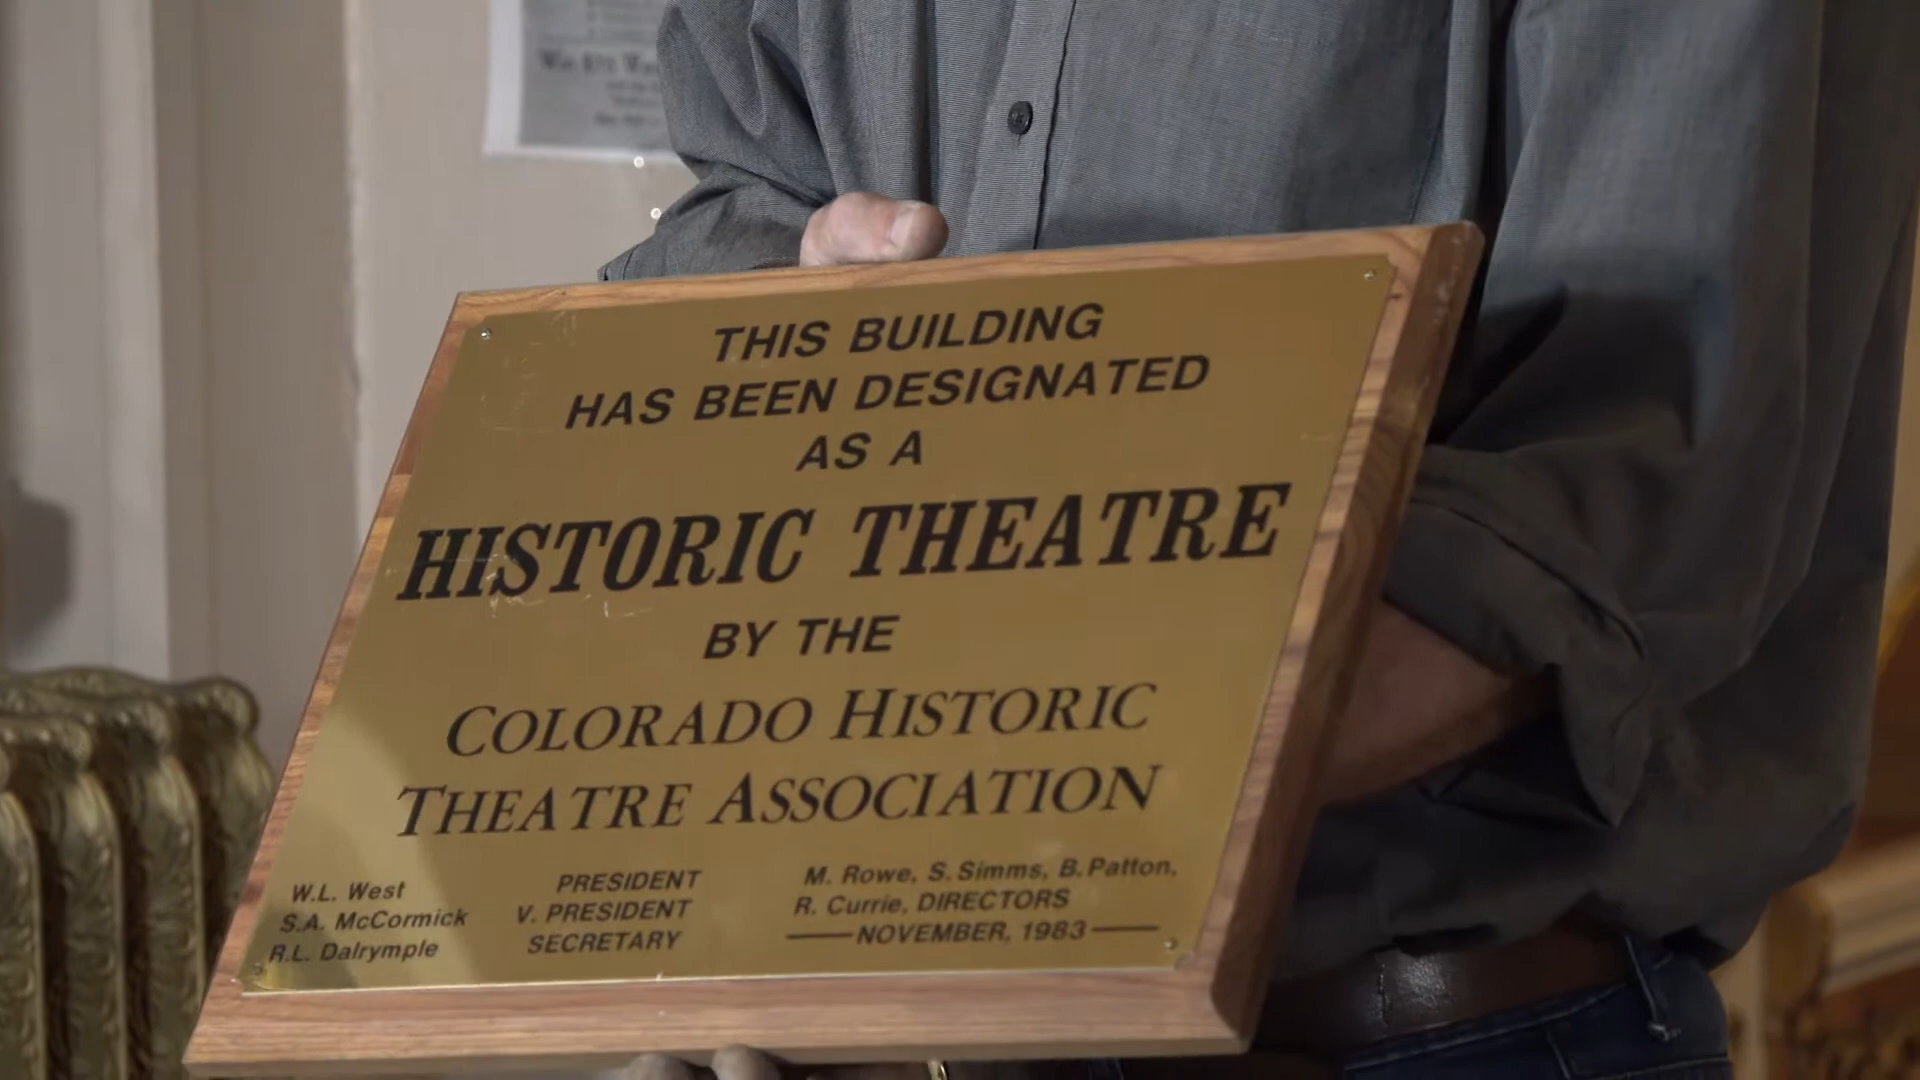 THIS BUILDING
HAS BEEN DESIGNATED
AS A
HISTORIC THEATRE
BY THE
COLORADO HISTORIC
THEATRE ASSOCIATION
W.L. West PRESIDENT
S.A. McCormick V. PRESIDENT
R.L. Dalrymple SECRETARY
M. Rowe, S. Simms, B. Patton,
R. Currie, DIRECTORS
NOVEMBER, 1983